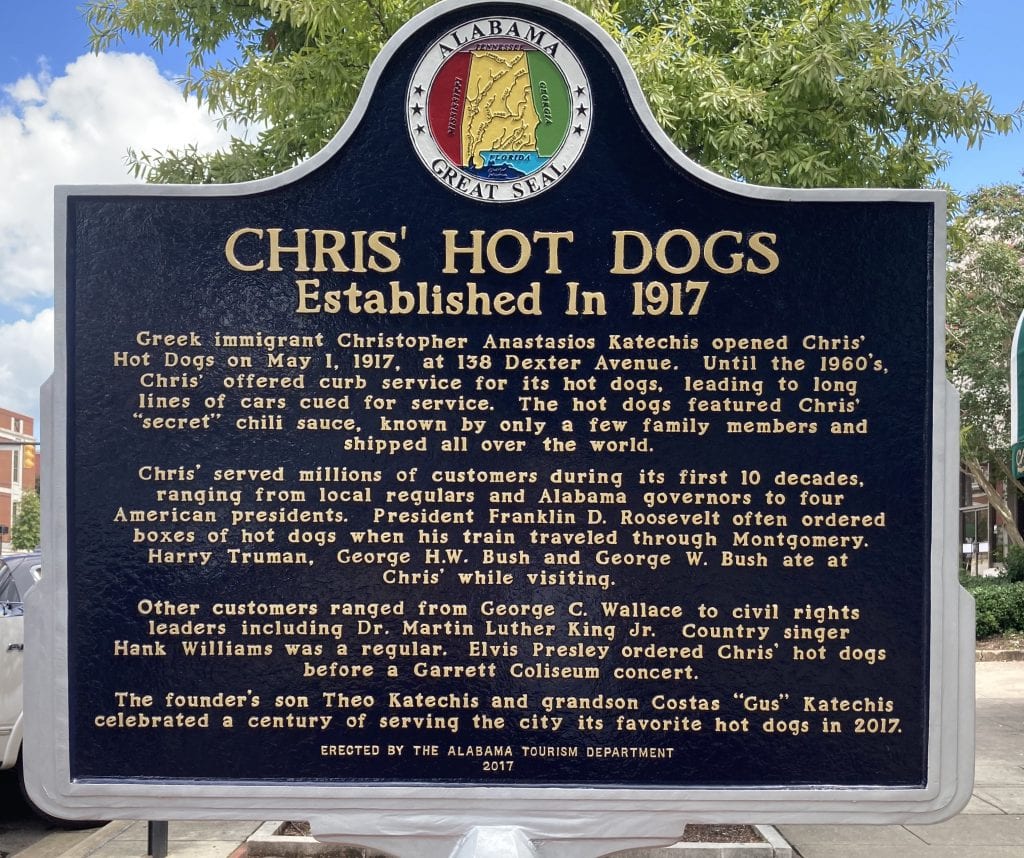 ALABAMA
TENNESSEE
MISSISSIPPI
GEORGIA
FLORIDA
GREAT SEAL
CHRIS' HOT DOGS
Established In 1917
Greek immigrant Christopher Anastasios Katechis opened Chris'
Hot Dogs on May 1, 1917, at 138 Dexter Avenue. Until the 1960's,
Chris' offered curb service for its hot dogs, leading to long
lines of cars cued for service. The hot dogs featured Chris'
"secret" chili sauce, known by only a few family members and
shipped all over the world.
Chris' served millions of customers during its first 10 decades,
ranging from local regulars and Alabama governors to four
American presidents. President Franklin D. Roosevelt often ordered
boxes of hot dogs when his train traveled through Montgomery.
Harry Truman, George H.W. Bush and George W. Bush ate at
Chris' while visiting.
Other customers ranged from George C. Wallace to civil rights
leaders including Dr. Martin Luther King Jr. Country singer
Hank Williams was a regular. Elvis Presley ordered Chris' hot dogs
before a Garrett Coliseum concert.
The founder's son Theo Katechis and grandson Costas "Gus" Katechis
celebrated a century of serving the city its favorite hot dogs in 2017.
ERECTED BY THE ALABAMA TOURISM DEPARTMENT
2017